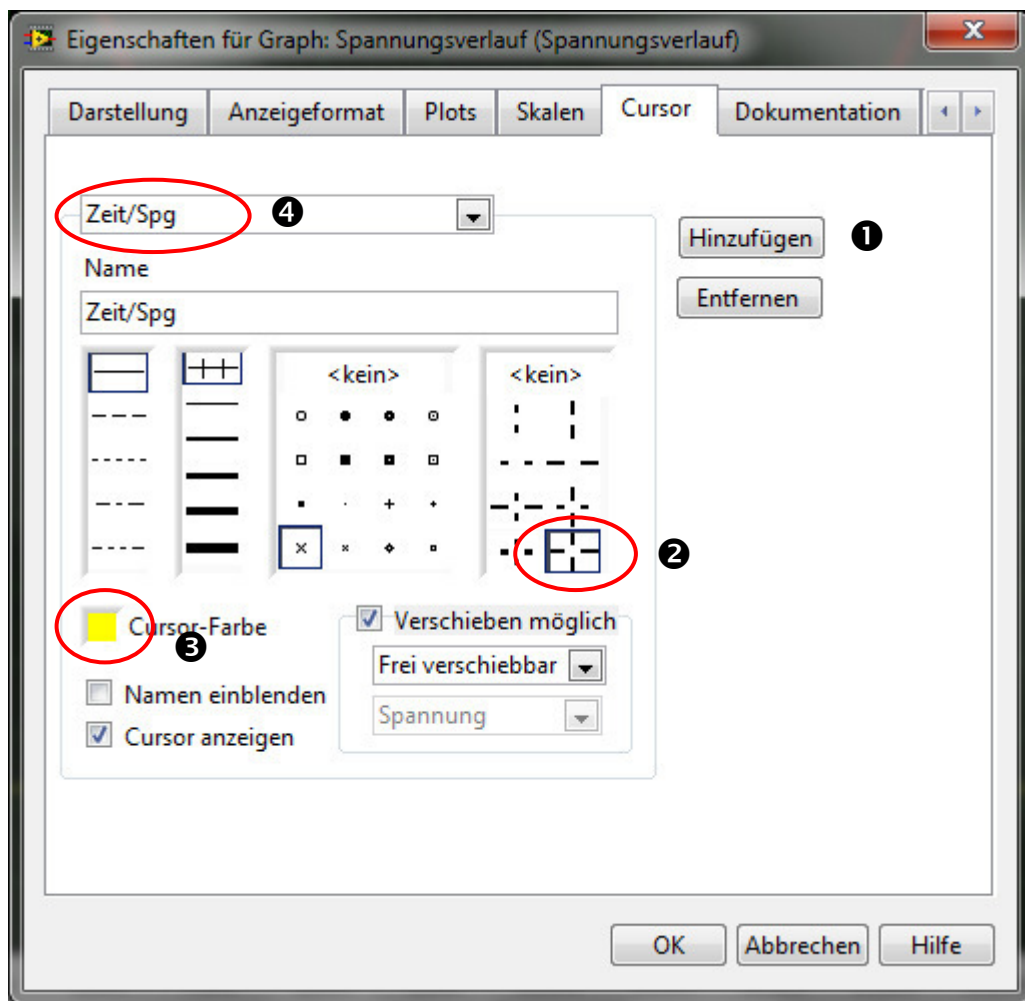 Eigenschaften für Graph: Spannungsverlauf (Spannungsverlauf)
Darstellung Anzeigeformat Plots Skalen Cursor Dokumentation
Zeit/Spg ❹
Hinzufügen ❶
Name
Entfernen
Zeit/Spg
<kein> <kein>
❷
❸
Cursor-Farbe
Verschieben möglich
Frei verschiebbar
Namen einblenden
Spannung
Cursor anzeigen
OK Abbrechen Hilfe